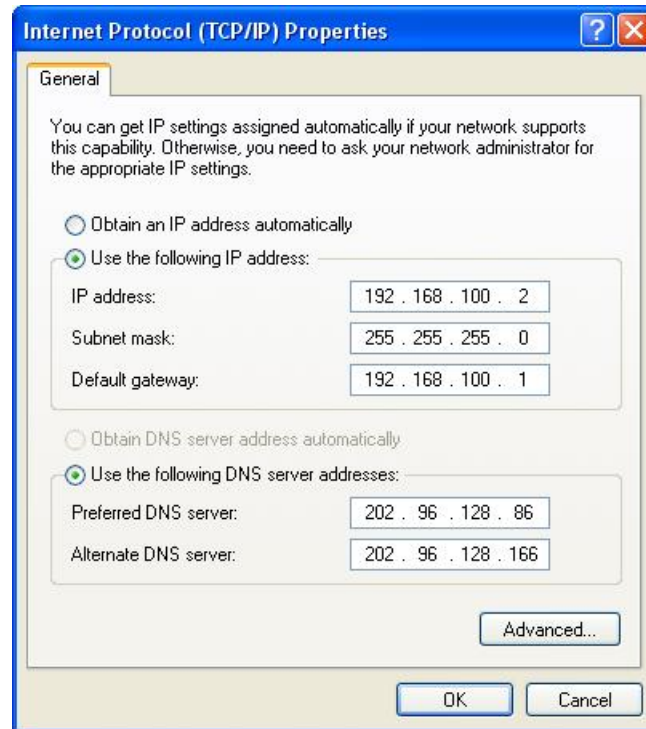 Internet Protocol (TCP/IP) Properties
General
You can get IP settings assigned automatically if your network supports
this capability. Otherwise, you need to ask your network administrator for
the appropriate IP settings.
Obtain an IP address automatically
Use the following IP address:
IP address: 192 . 168 . 100 . 2
Subnet mask: 255 . 255 . 255 . 0
Default gateway: 192 . 168 . 100 . 1
Obtain DNS server address automatically
Use the following DNS server addresses:
Preferred DNS server: 202 . 96 . 128 . 86
Alternate DNS server: 202 . 96 . 128 . 166
Advanced...
OK Cancel